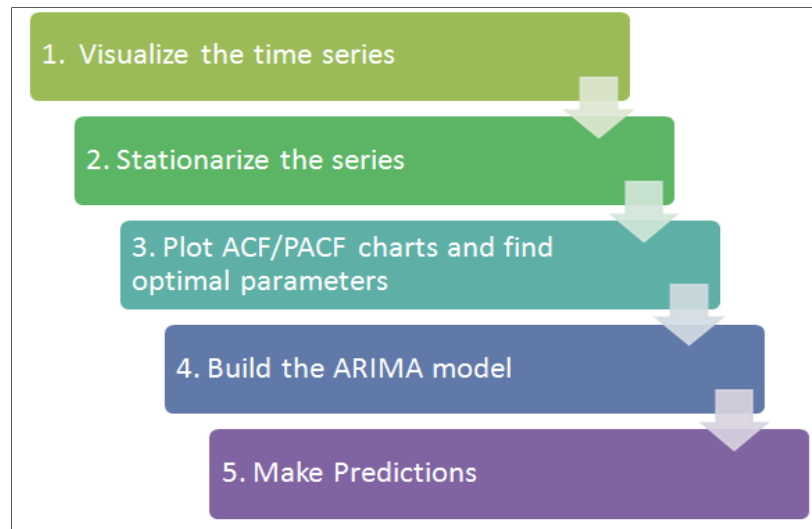 1. Visualize the time series
2. Stationarize the series
3. Plot ACF/PACF charts and find
optimal parameters
4. Build the ARIMA model
5. Make Predictions